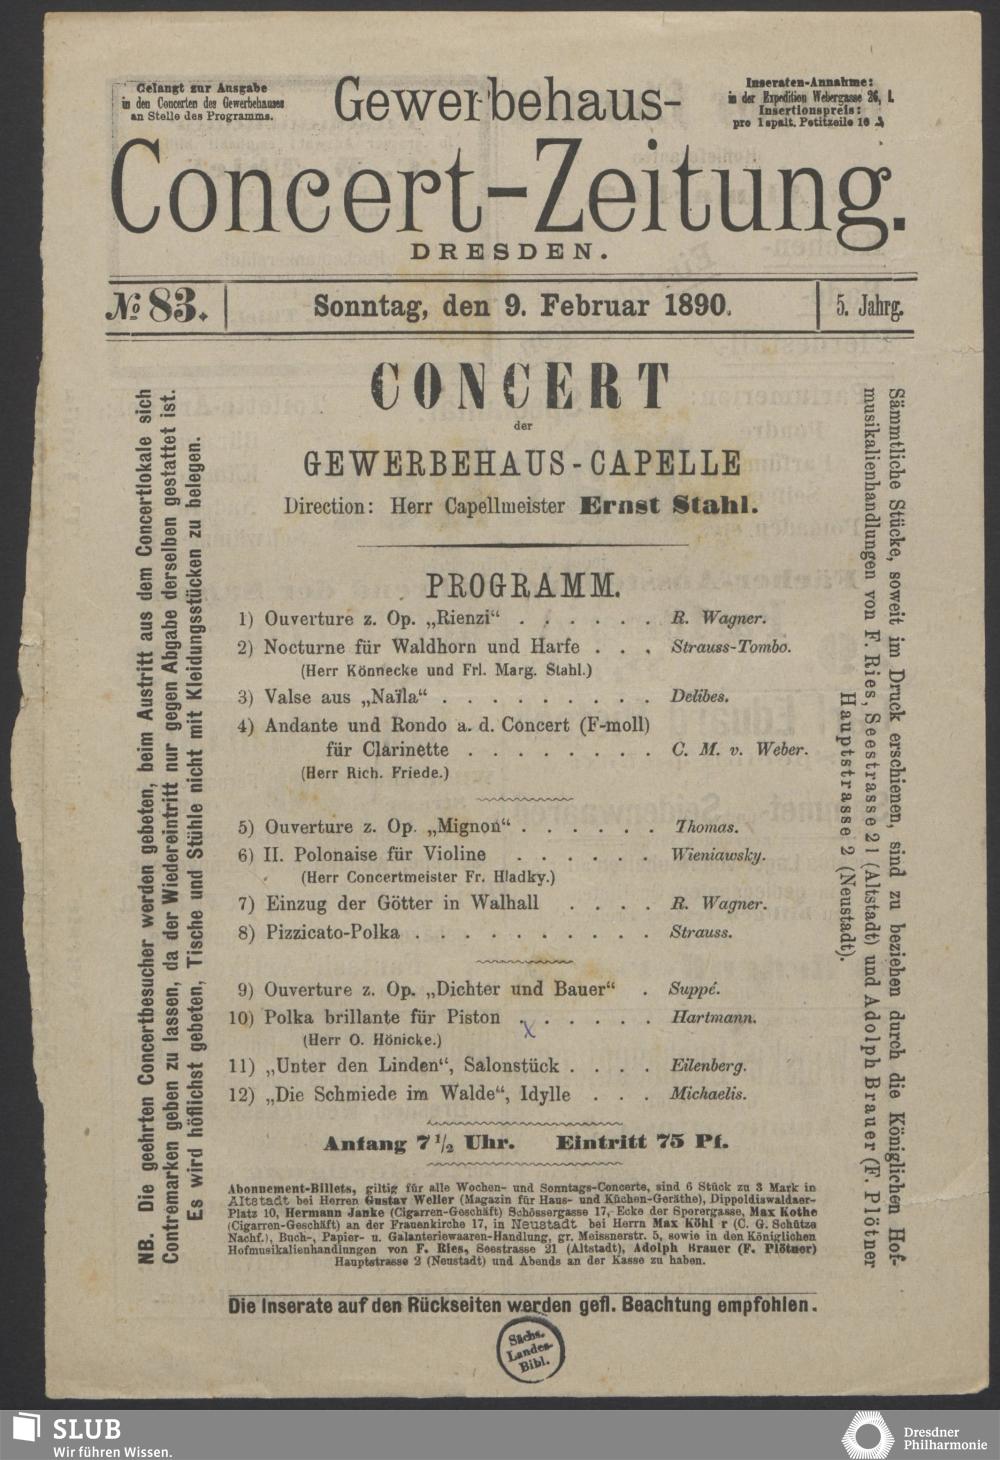 Gelangt zur Ausgabe
in den Concerten des Gewerbehauses
an Stelle des Programms.
Gewerbehaus-
Inseraten-Annahme:
in der Expedition Webergasse 26, I.
Insertionspreis:
pro 1spalt. Petitzeile 10 ₰
Concert-Zeitung.
DRESDEN.
№ 83.
Sonntag, den 9. Februar 1890.
5. Jahrg.
CONCERT
der
GEWERBEHAUS-CAPELLE
Direction: Herr Capellmeister Ernst Stahl.
PROGRAMM.
1) Ouverture z. Op. „Rienzi“ . . . . . . R. Wagner.
2) Nocturne für Waldhorn und Harfe . . . Strauss-Tombo.
(Herr Könnecke und Frl. Marg. Stahl.)
3) Valse aus „Naïla“ . . . . . . . . . Delibes.
4) Andante und Rondo a. d. Concert (F-moll)
für Clarinette . . . . . . . . C. M. v. Weber.
(Herr Rich. Friede.)
5) Ouverture z. Op. „Mignon“ . . . . . . Thomas.
6) II. Polonaise für Violine . . . . . . Wieniawsky.
(Herr Concertmeister Fr. Hladky.)
7) Einzug der Götter in Walhall . . . . R. Wagner.
8) Pizzicato-Polka . . . . . . . . . . Strauss.
9) Ouverture z. Op. „Dichter und Bauer“ . Suppé.
10) Polka brillante für Piston . . . . . . Hartmann.
(Herr O. Hönicke.)
11) „Unter den Linden“, Salonstück . . . . Eilenberg.
12) „Die Schmiede im Walde“, Idylle . . . Michaelis.
Anfang 7 1/2 Uhr. Eintritt 75 Pf.
Abonnement-Billets, giltig für alle Wochen- und Sonntags-Concerte, sind 6 Stück zu 3 Mark in
Altstadt bei Herren Gustav Weller (Magazin für Haus- und Küchen-Geräthe), Dippoldiswaldaer-
Platz 10, Hermann Janke (Cigarren-Geschäft) Schössergasse 17, Ecke der Sporergasse, Max Kothe
(Cigarren-Geschäft) an der Frauenkirche 17, in Neustadt bei Herrn Max Köhl r (C. G. Schütze
Nachf.), Buch-, Papier- u. Galanteriewaaren-Handlung, gr. Meissnerstr. 5, sowie in den Königlichen
Hofmusikalienhandlungen von F. Ries, Seestrasse 21 (Altstadt), Adolph Brauer (F. Plötner)
Hauptstrasse 2 (Neustadt) und Abends an der Kasse zu haben.
Die Inserate auf den Rückseiten werden gefl. Beachtung empfohlen.
NB. Die geehrten Concertbesucher werden gebeten, beim Austritt aus dem Concertlokale sich
Contremarken geben zu lassen, da der Wiedereintritt nur gegen Abgabe derselben gestattet ist.
Es wird höflichst gebeten, Tische und Stühle nicht mit Kleidungsstücken zu belegen.
Sämmtliche Stücke, soweit im Druck erschienen, sind zu beziehen durch die Königlichen Hof-
musikalienhandlungen von F. Ries, Seestrasse 21 (Altstadt) und Adolph Brauer (F. Plötner
Hauptstrasse 2 (Neustadt).
Sächs.
Landes-
Bibl.
SLUB
Wir führen Wissen.
Dresdner
Philharmonie